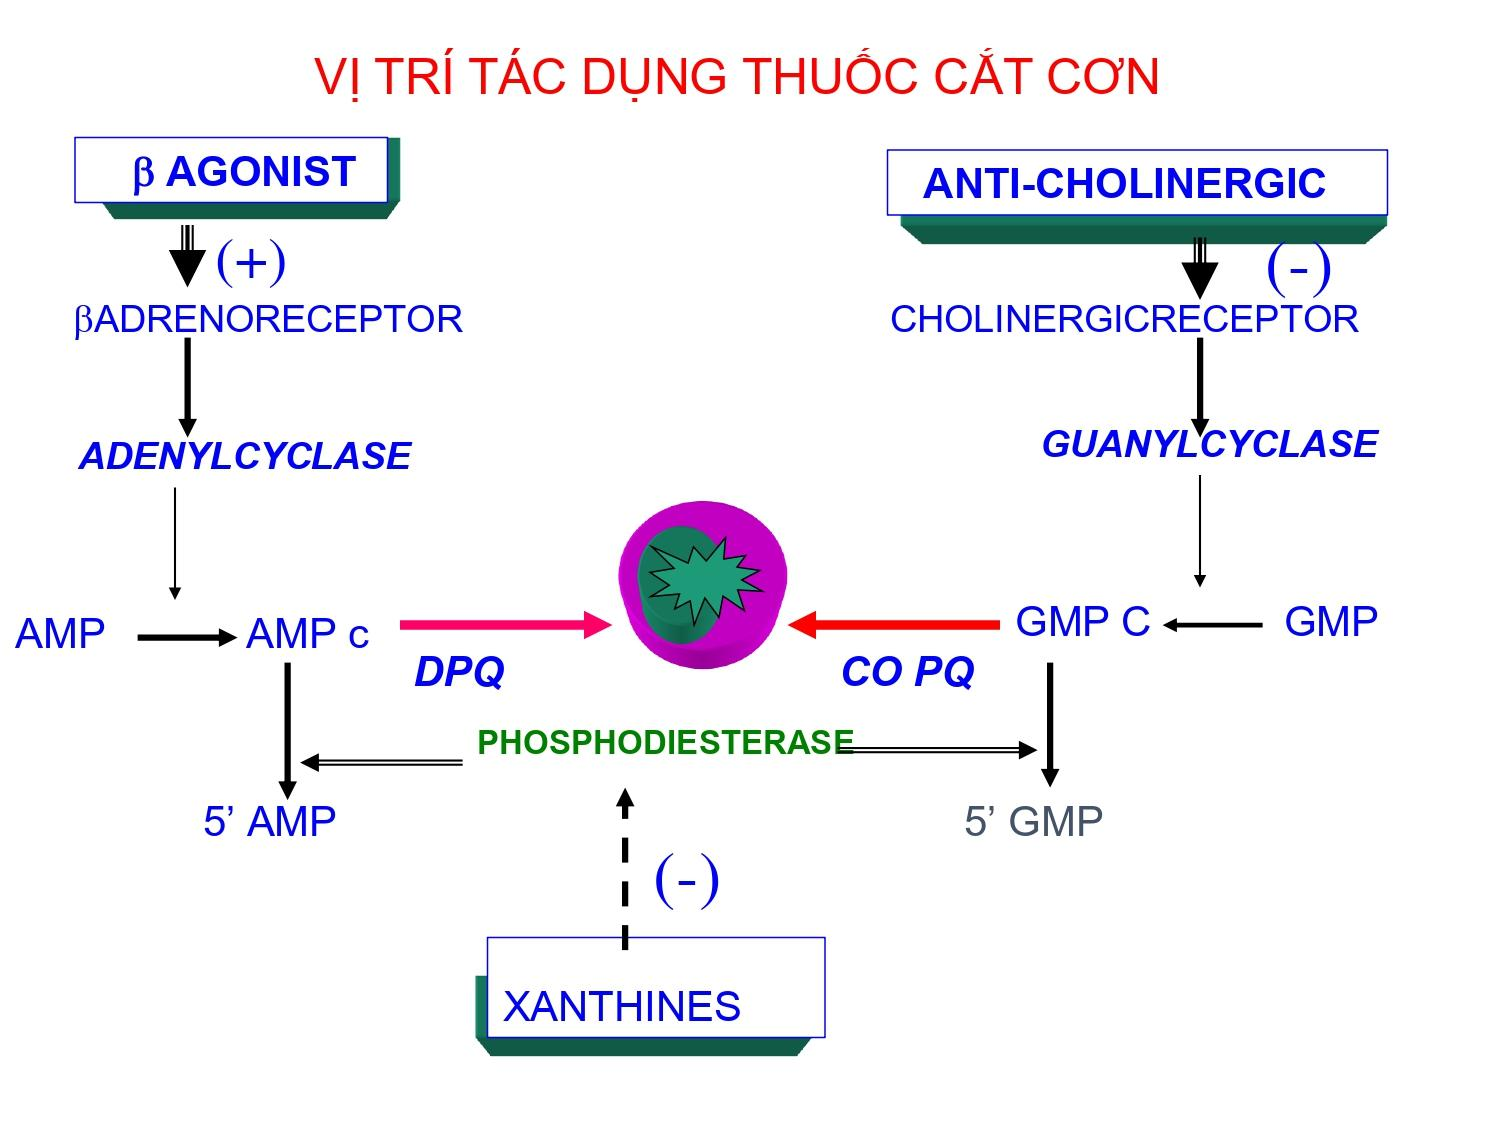 VỊ TRÍ TÁC DỤNG THUỐC CẮT CƠN
β AGONIST
ANTI-CHOLINERGIC
(+)
(-)
βADRENORECEPTOR
CHOLINERGICRECEPTOR
ADENYLCYCLASE
GUANYLCYCLASE
AMP
AMP c
GMP C
GMP
DPQ
CO PQ
PHOSPHODIESTERASE
5’ AMP
5’ GMP
(-)
XANTHINES